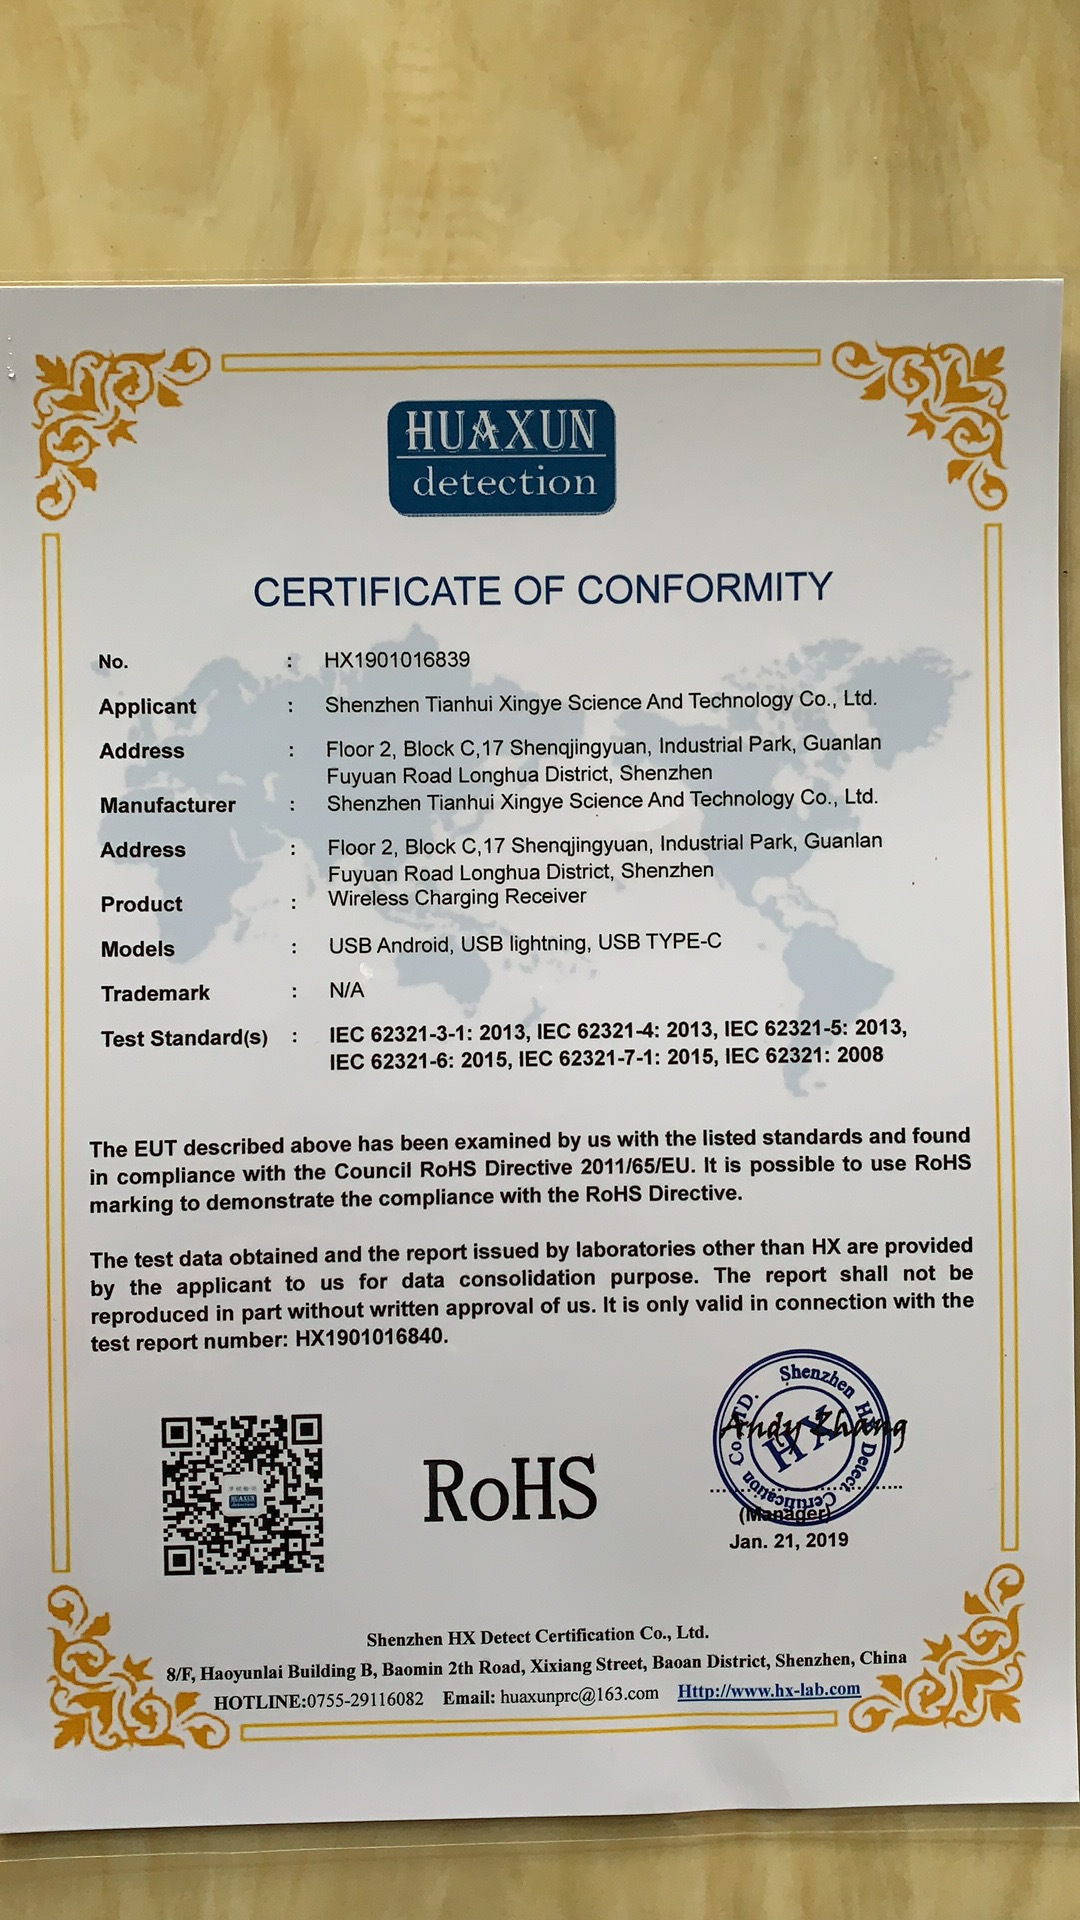 HUAXUN
detection
CERTIFICATE OF CONFORMITY
No. : HX1901016839
Applicant : Shenzhen Tianhui Xingye Science And Technology Co., Ltd.
Address : Floor 2, Block C,17 Shenqjingyuan, Industrial Park, Guanlan
Fuyuan Road Longhua District, Shenzhen
Manufacturer : Shenzhen Tianhui Xingye Science And Technology Co., Ltd.
Address : Floor 2, Block C,17 Shenqjingyuan, Industrial Park, Guanlan
Fuyuan Road Longhua District, Shenzhen
Product : Wireless Charging Receiver
Models : USB Android, USB lightning, USB TYPE-C
Trademark : N/A
Test Standard(s) : IEC 62321-3-1: 2013, IEC 62321-4: 2013, IEC 62321-5: 2013,
IEC 62321-6: 2015, IEC 62321-7-1: 2015, IEC 62321: 2008
The EUT described above has been examined by us with the listed standards and found
in compliance with the Council RoHS Directive 2011/65/EU. It is possible to use RoHS
marking to demonstrate the compliance with the RoHS Directive.
The test data obtained and the report issued by laboratories other than HX are provided
by the applicant to us for data consolidation purpose. The report shall not be
reproduced in part without written approval of us. It is only valid in connection with the
test report number: HX1901016840.
HUAXUN
detection
RoHS
Shenzhen HX Detect Certification Co LTD.
HX
Andy Zhang
(Manager)
Jan. 21, 2019
Shenzhen HX Detect Certification Co., Ltd.
8/F, Haoyunlai Building B, Baomin 2th Road, Xixiang Street, Baoan District, Shenzhen, China
HOTLINE:0755-29116082 Email: huaxunprc@163.com Http://www.hx-lab.com